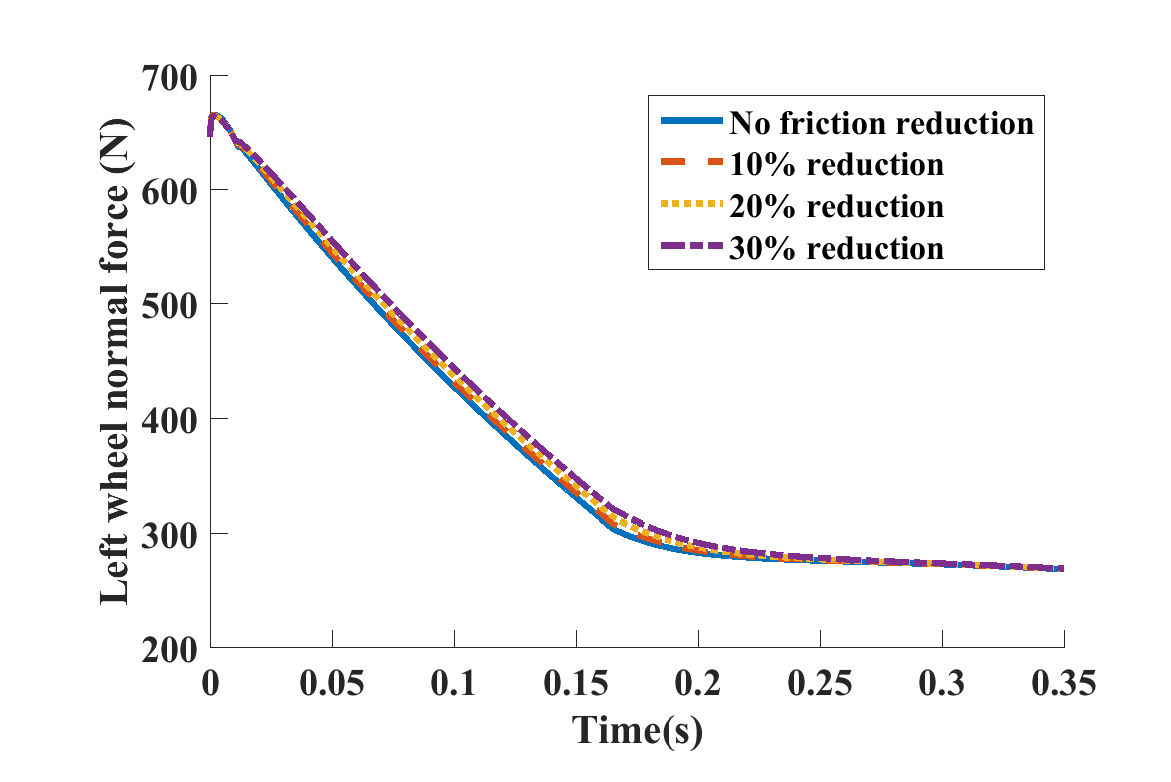 700
600
500
400
300
200
Left wheel normal force (N)
No friction reduction
10% reduction
20% reduction
30% reduction
0
0.05
0.1
0.15
0.2
0.25
0.3
0.35
Time(s)